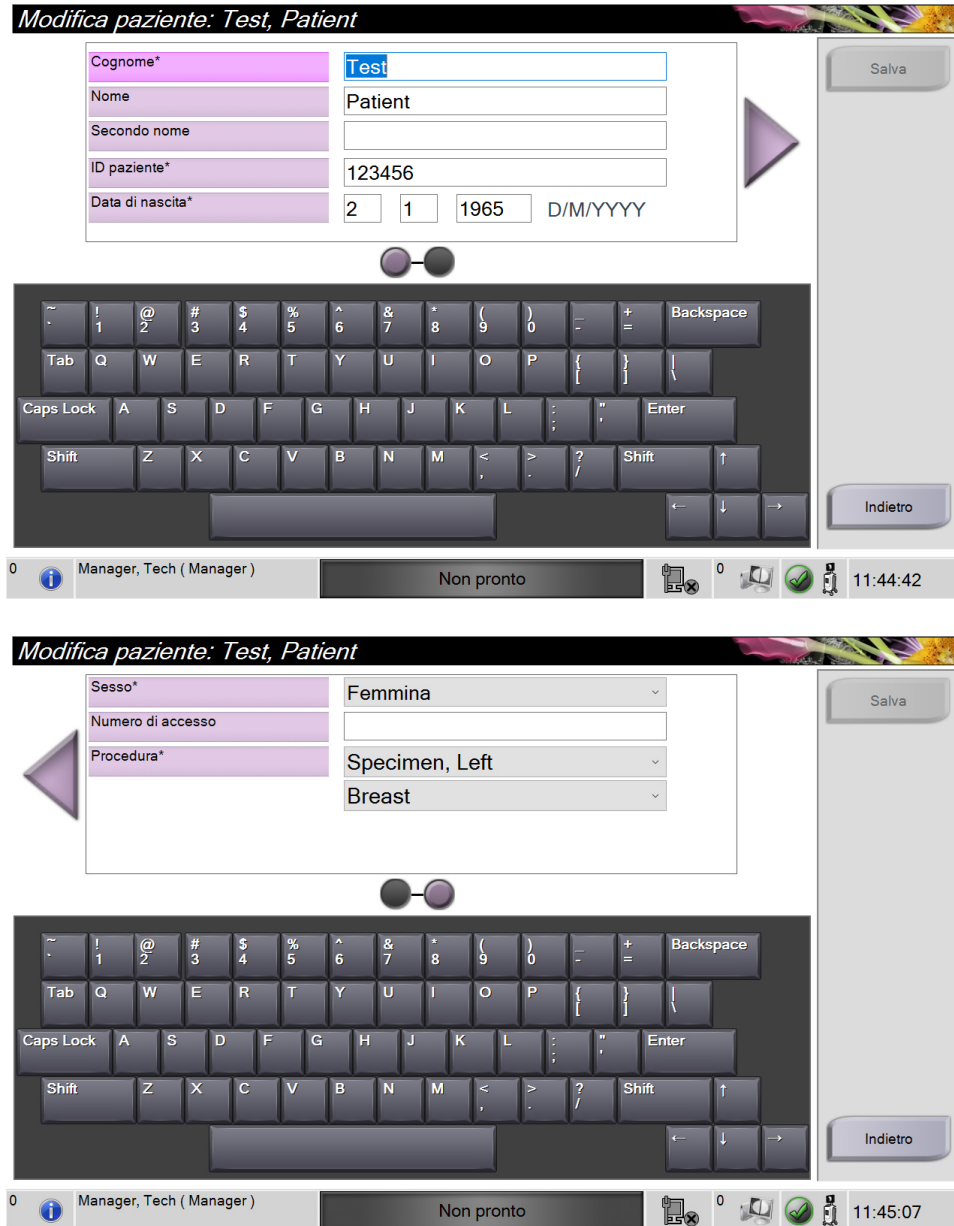 Modifica paziente: Test, Patient
Cognome* Test
Salva
Nome Patient
Secondo nome
ID paziente* 123456
Data di nascita* 2 1 1965 D/M/YYYY
~ ! @ # $ % ^ & * ( ) _ + Backspace
` 1 2 3 4 5 6 7 8 9 0 - =
Tab Q W E R T Y U I O P { } |
[ ] \
Caps Lock A S D F G H J K L : " Enter
; '
Shift Z X C V B N M < > ? Shift ↑
, . /
← ↓ →
Indietro
0 Manager, Tech ( Manager ) Non pronto 0 11:44:42
Modifica paziente: Test, Patient
Sesso* Femmina
Salva
Numero di accesso
Procedura* Specimen, Left
Breast
~ ! @ # $ % ^ & * ( ) _ + Backspace
` 1 2 3 4 5 6 7 8 9 0 - =
Tab Q W E R T Y U I O P { } |
[ ] \
Caps Lock A S D F G H J K L : " Enter
; '
Shift Z X C V B N M < > ? Shift ↑
, . /
← ↓ →
Indietro
0 Manager, Tech ( Manager ) Non pronto 0 11:45:07